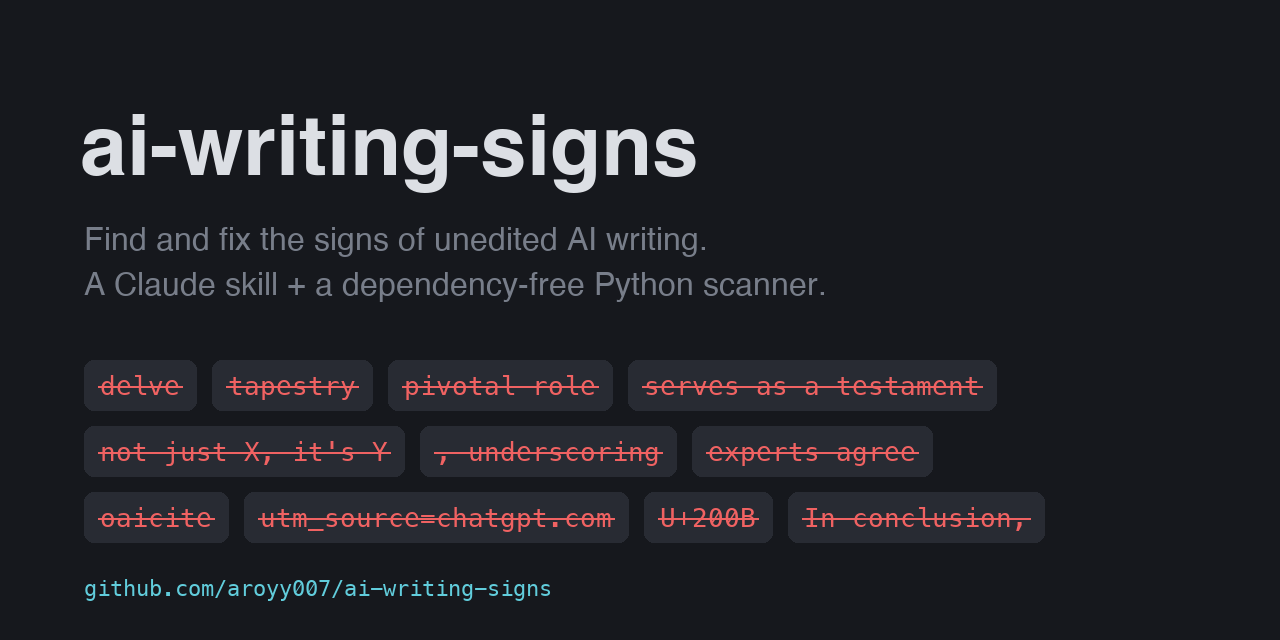 ai-writing-signs
Find and fix the signs of unedited AI writing.
A Claude skill + a dependency-free Python scanner.
delve tapestry pivotal role serves as a testament
not just X, it's Y , underscoring experts agree
oaicite utm_source=chatgpt.com U+200B In conclusion,
github.com/aroyy007/ai-writing-signs